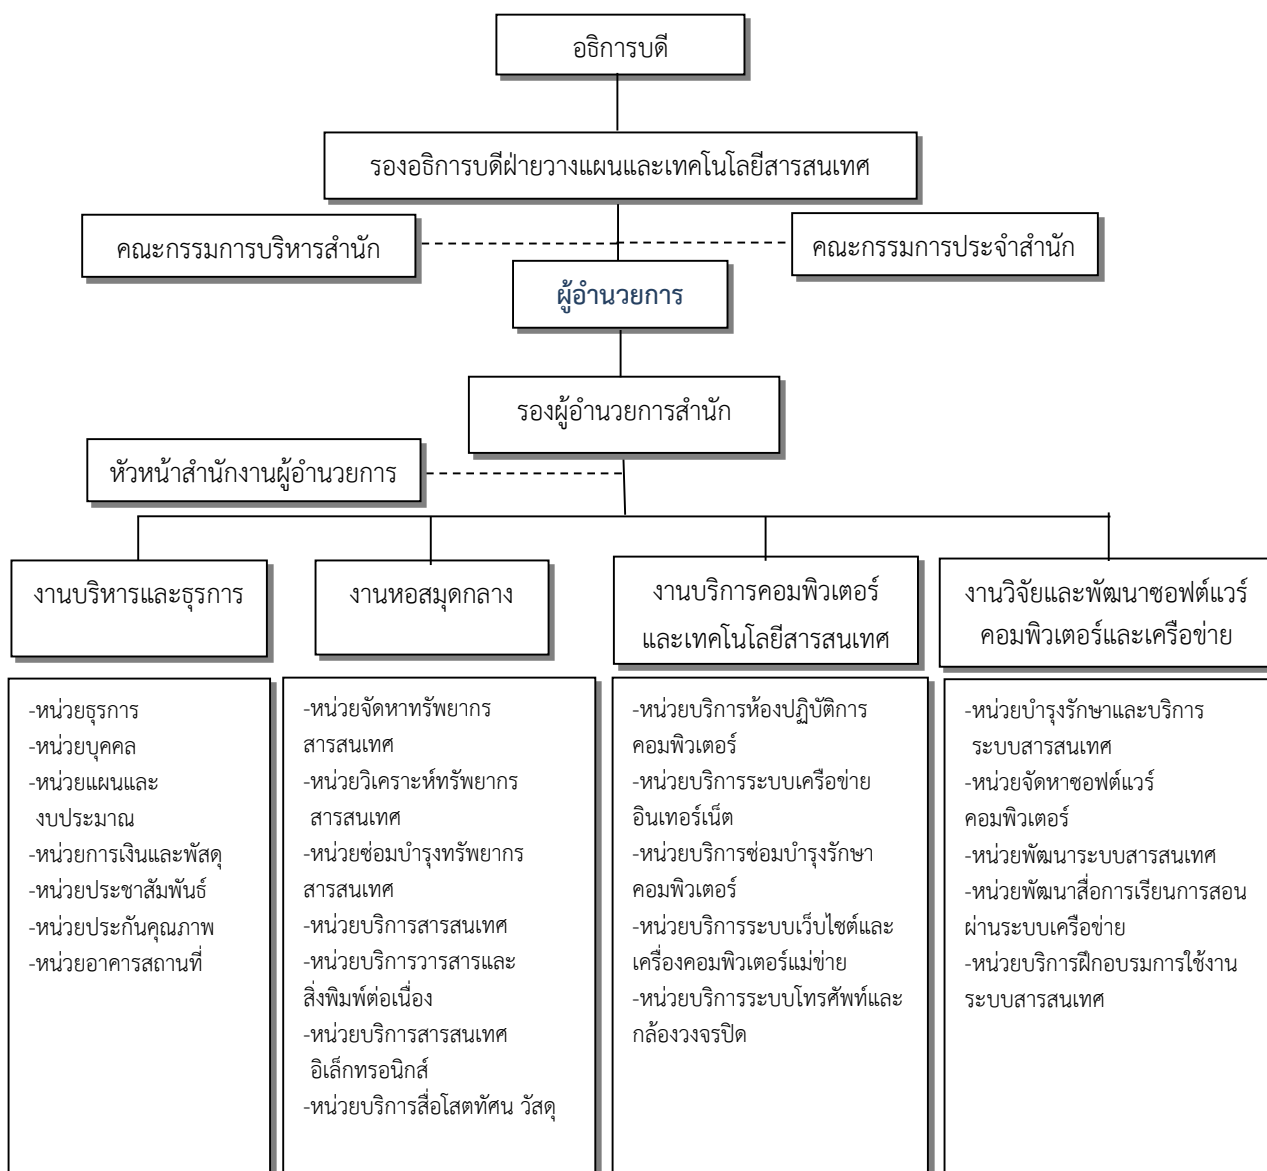 อธิการบดี
รองอธิการบดีฝ่ายวางแผนและเทคโนโลยีสารสนเทศ
คณะกรรมการบริหารสำนัก
คณะกรรมการประจำสำนัก
ผู้อำนวยการ
รองผู้อำนวยการสำนัก
หัวหน้าสำนักงานผู้อำนวยการ
งานบริหารและธุรการ
-หน่วยธุรการ
-หน่วยบุคคล
-หน่วยแผนและ
งบประมาณ
-หน่วยการเงินและพัสดุ
-หน่วยประชาสัมพันธ์
-หน่วยประกันคุณภาพ
-หน่วยอาคารสถานที่
งานหอสมุดกลาง
-หน่วยจัดหาทรัพยากร
สารสนเทศ
-หน่วยวิเคราะห์ทรัพยากร
สารสนเทศ
-หน่วยซ่อมบำรุงทรัพยากร
สารสนเทศ
-หน่วยบริการสารสนเทศ
-หน่วยบริการวารสารและ
สิ่งพิมพ์ต่อเนื่อง
-หน่วยบริการสารสนเทศ
อิเล็กทรอนิกส์
-หน่วยบริการสื่อโสตทัศน วัสดุ
งานบริการคอมพิวเตอร์
และเทคโนโลยีสารสนเทศ
-หน่วยบริการห้องปฏิบัติการ
คอมพิวเตอร์
-หน่วยบริการระบบเครือข่าย
อินเทอร์เน็ต
-หน่วยบริการซ่อมบำรุงรักษา
คอมพิวเตอร์
-หน่วยบริการระบบเว็บไซต์และ
เครื่องคอมพิวเตอร์แม่ข่าย
-หน่วยบริการระบบโทรศัพท์และ
กล้องวงจรปิด
งานวิจัยและพัฒนาซอฟต์แวร์
คอมพิวเตอร์และเครือข่าย
-หน่วยบำรุงรักษาและบริการ
ระบบสารสนเทศ
-หน่วยจัดหาซอฟต์แวร์
คอมพิวเตอร์
-หน่วยพัฒนาระบบสารสนเทศ
-หน่วยพัฒนาสื่อการเรียนการสอน
ผ่านระบบเครือข่าย
-หน่วยบริการฝึกอบรมการใช้งาน
ระบบสารสนเทศ